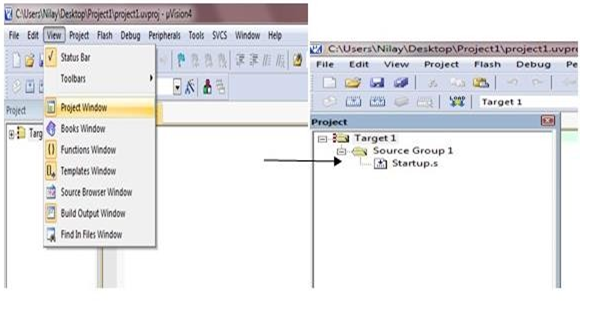 C:\Users\Nilay\Desktop\Project1\project1.uvproj - µVision4
File Edit View Project Flash Debug Peripherals Tools SVCS Window Help
Status Bar
Toolbars
Project
Project Window
Books Window
Targ
Functions Window
Templates Window
Source Browser Window
Build Output Window
Find In Files Window
C:\Users\Nilay\Desktop\Project1\project1.uvpro
File Edit View Project Flash Debug Pe
LOAD Target 1
Project
Target 1
Source Group 1
Startup.s